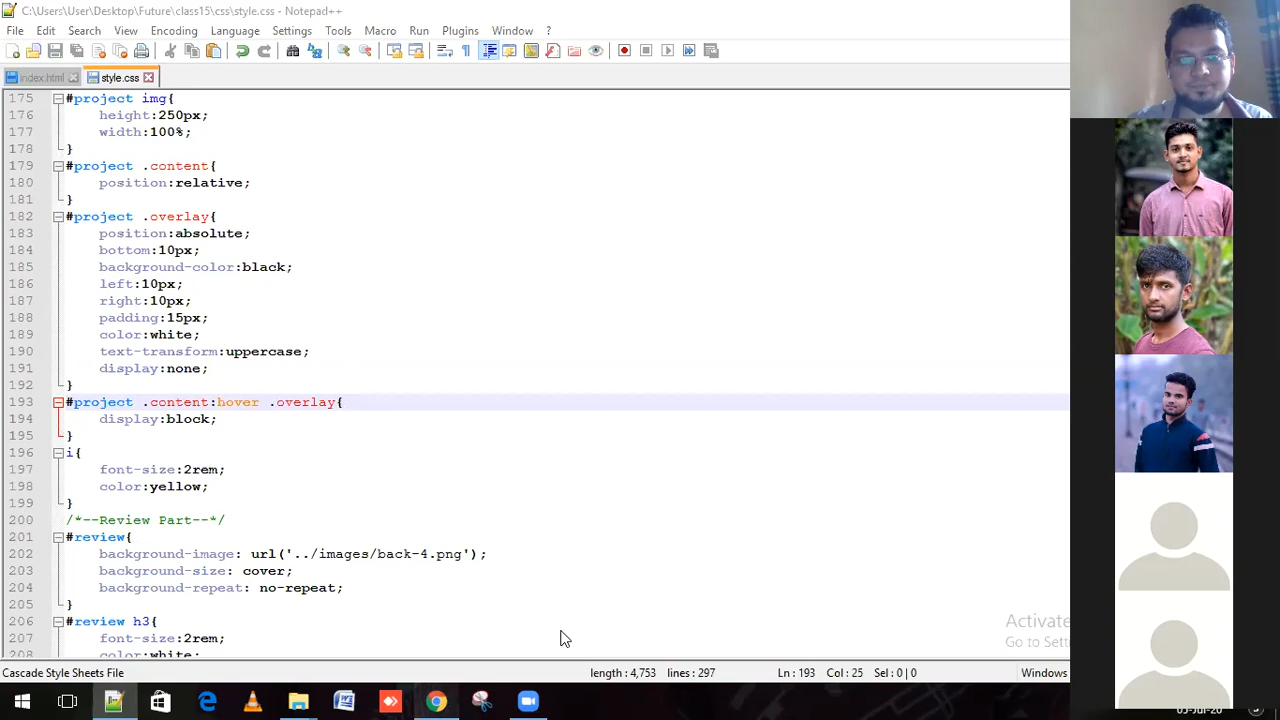 C:\Users\User\Desktop\Future\class15\css\style.css - Notepad++
File Edit Search View Encoding Language Settings Tools Macro Run Plugins Window ?
index.html style.css
175 #project img{
176 height:250px;
177 width:100%;
178 }
179 #project .content{
180 position:relative;
181 }
182 #project .overlay{
183 position:absolute;
184 bottom:10px;
185 background-color:black;
186 left:10px;
187 right:10px;
188 padding:15px;
189 color:white;
190 text-transform:uppercase;
191 display:none;
192 }
193 #project .content:hover .overlay{
194 display:block;
195 }
196 i{
197 font-size:2rem;
198 color:yellow;
199 }
200 /*--Review Part--*/
201 #review{
202 background-image: url('../images/back-4.png');
203 background-size: cover;
204 background-repeat: no-repeat;
205 }
206 #review h3{
207 font-size:2rem;
208 color:white;
Activate
Go to Sett
Cascade Style Sheets File length : 4,753 lines : 297 Ln : 193 Col : 25 Sel : 0 | 0 Windows
05-Jul-20